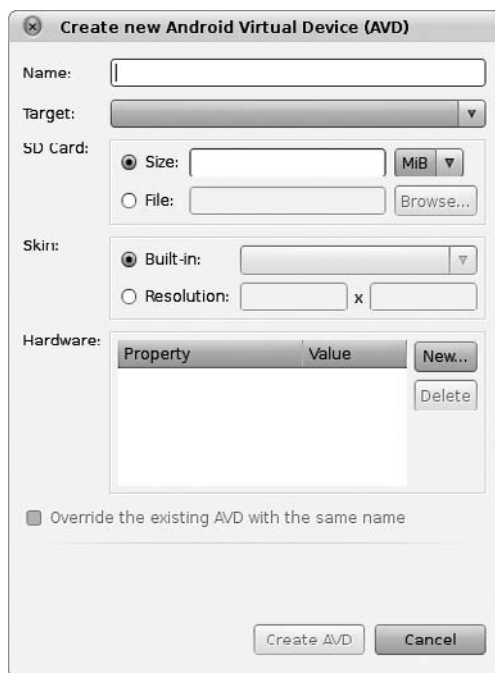 Create new Android Virtual Device (AVD)
Name:
Target:
SD Card:
Size: MiB
File: Browse...
Skin:
Built-in:
Resolution: x
Hardware:
Property Value New...
Delete
Override the existing AVD with the same name
Create AVD Cancel